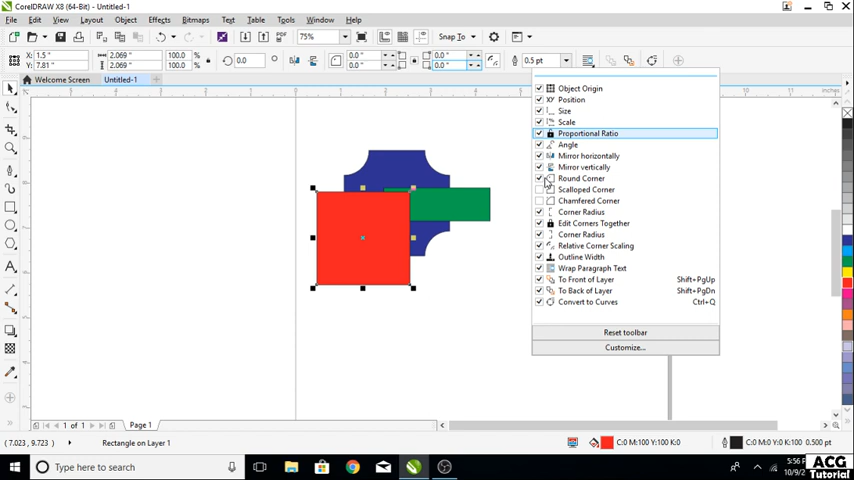 CorelDRAW X8 (64-Bit) - Untitled-1
File Edit View Layout Object Effects Bitmaps Text Table Tools Window Help
PDF 75% Snap To
X: 1.5 " 2.069 " 100.0 % 0.0 0.0 " 0.0 " 0.5 pt
Y: 7.81 " 2.069 " 100.0 % 0.0 " 0.0 "
Welcome Screen Untitled-1
inches
Object Origin
Position
Size
Scale
Proportional Ratio
Angle
Mirror horizontally
Mirror vertically
Round Corner
Scalloped Corner
Chamfered Corner
Corner Radius
Edit Corners Together
Corner Radius
Relative Corner Scaling
Outline Width
Wrap Paragraph Text
To Front of Layer Shift+PgUp
To Back of Layer Shift+PgDn
Convert to Curves Ctrl+Q
Reset toolbar
Customize...
1 of 1 Page 1
(7.023 , 9.723 ) Rectangle on Layer 1 C:0 M:100 Y:100 K:0 C:0 M:0 Y:0 K:100 0.500 pt
Type here to search 5:56 P
10/9/2
ACG
Tutorial